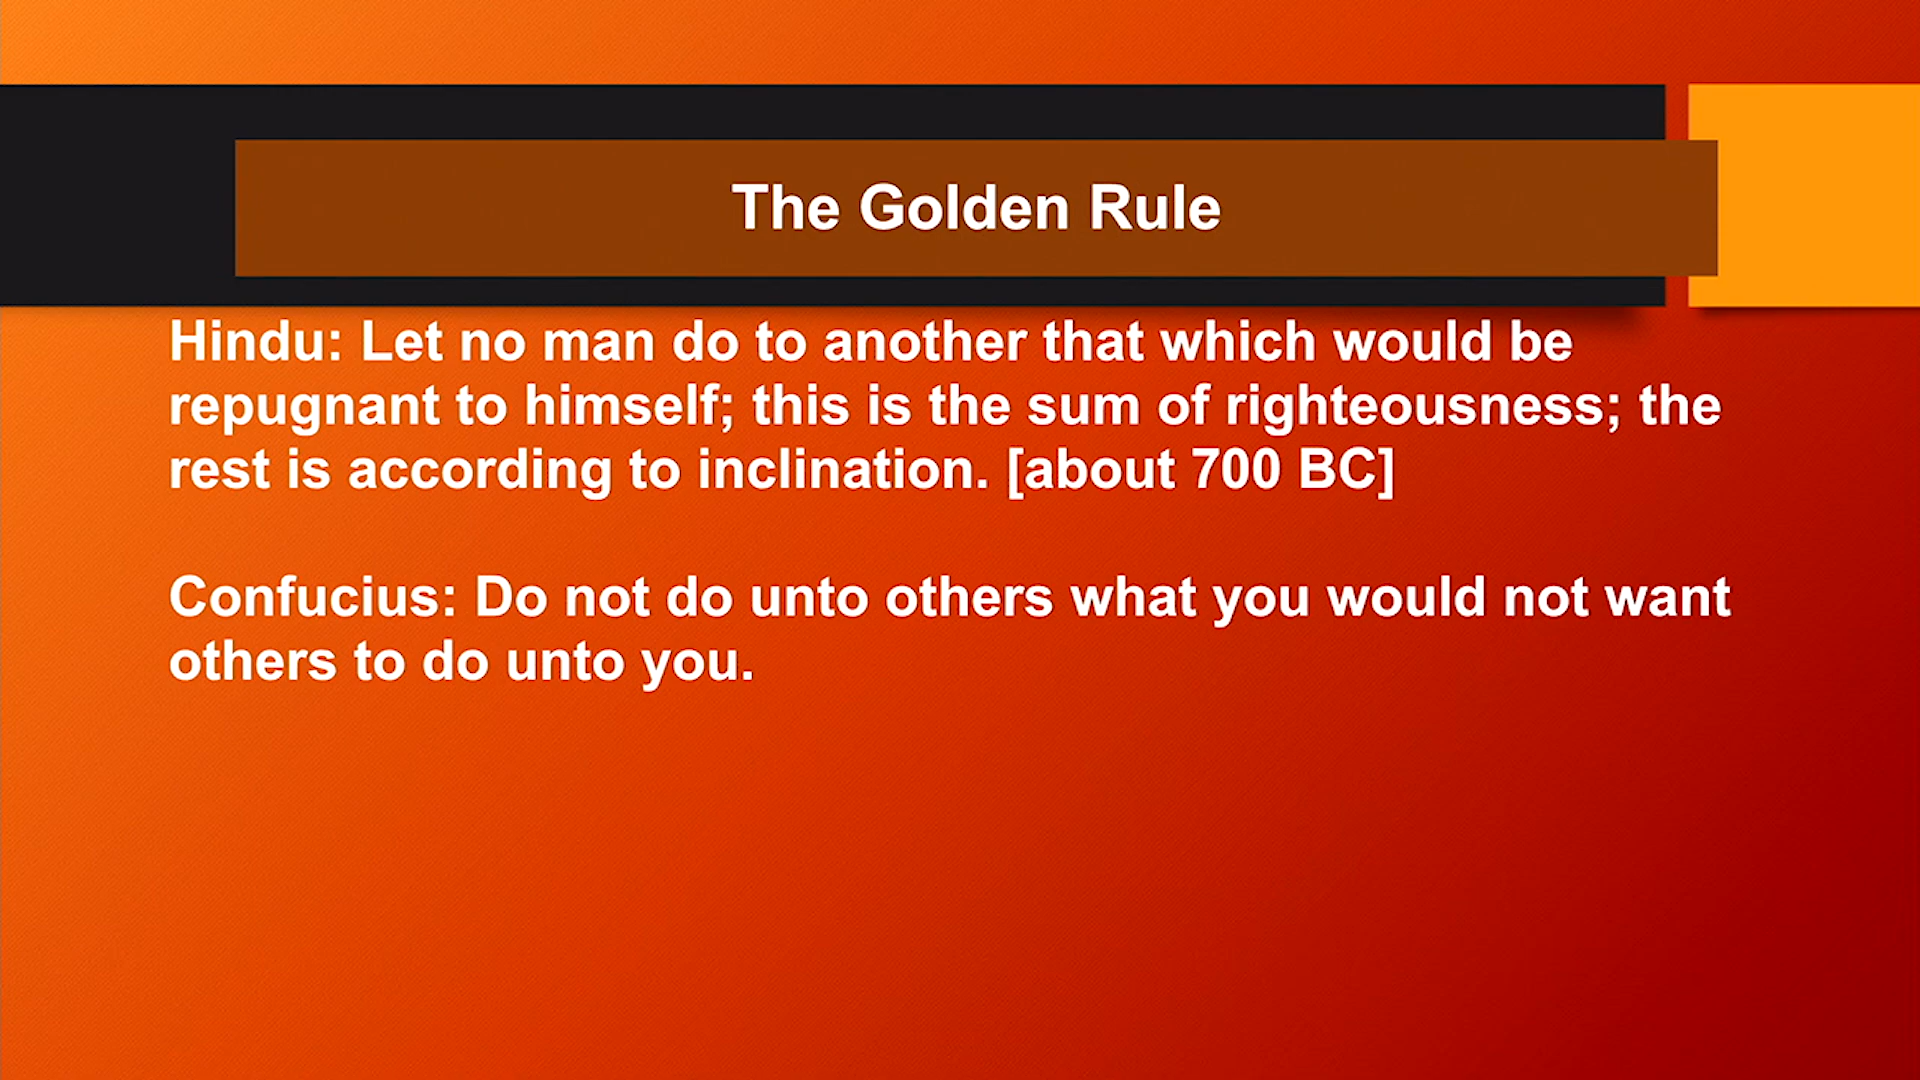 The Golden Rule
Hindu: Let no man do to another that which would be
repugnant to himself; this is the sum of righteousness; the
rest is according to inclination. [about 700 BC]
Confucius: Do not do unto others what you would not want
others to do unto you.